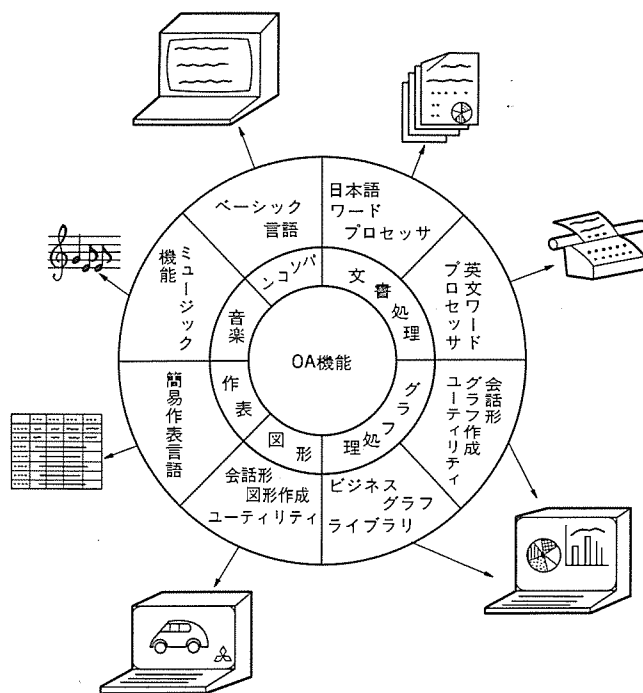 OA機能
パソコン
文書処理
グラフ処理
図形
作表
音楽
ベーシック
言語
日本語
ワード
プロセッサ
英文ワード
プロセッサ
会話形
グラフ作成
ユーティリティ
ビジネス
グラフ
ライブラリ
会話形
図形作成
ユーティリティ
簡易作表言語
ミュージック
機能